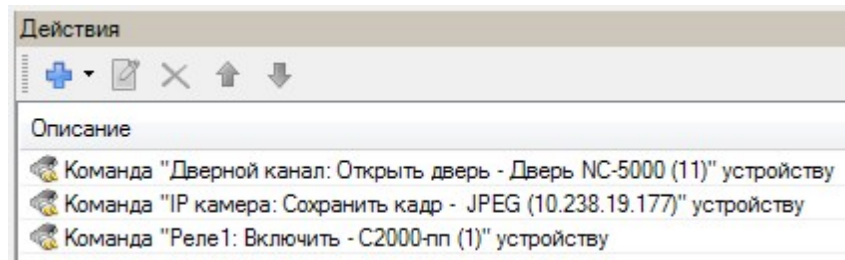 Действия
Описание
Команда "Дверной канал: Открыть дверь - Дверь NC-5000 (11)" устройству
Команда "IP камера: Сохранить кадр - JPEG (10.238.19.177)" устройству
Команда "Реле1: Включить - С2000-пп (1)" устройству